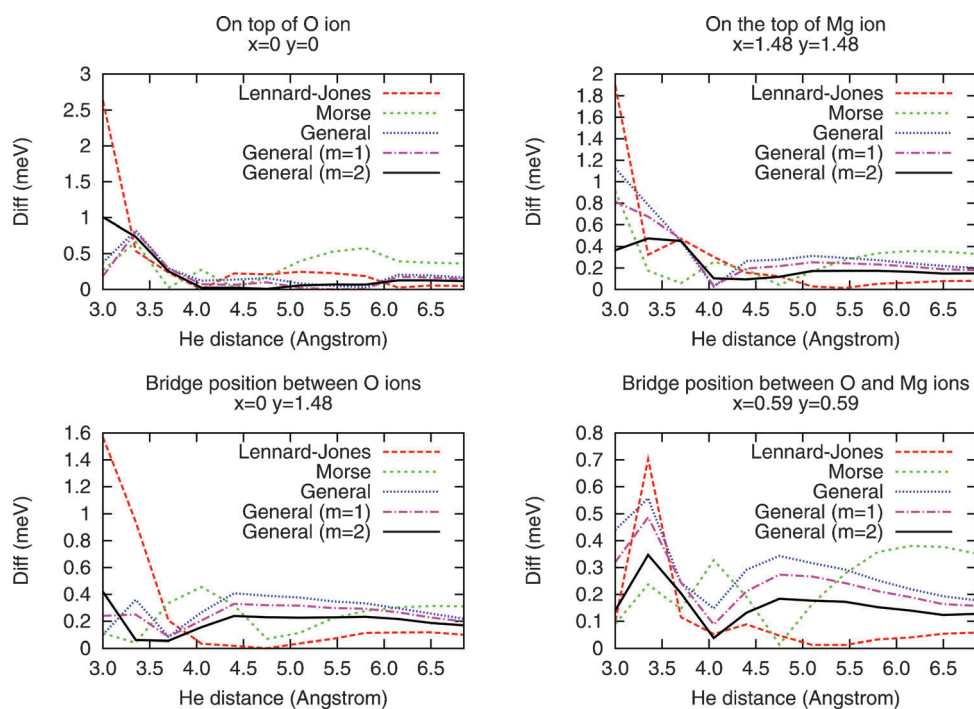 On top of O ion
x=0 y=0
Diff (meV)
3
2.5
2
1.5
1
0.5
0
Lennard-Jones
Morse
General
General (m=1)
General (m=2)
3.0 3.5 4.0 4.5 5.0 5.5 6.0 6.5
He distance (Angstrom)
On the top of Mg ion
x=1.48 y=1.48
Diff (meV)
2
1.8
1.6
1.4
1.2
1
0.8
0.6
0.4
0.2
0
Lennard-Jones
Morse
General
General (m=1)
General (m=2)
3.0 3.5 4.0 4.5 5.0 5.5 6.0 6.5
He distance (Angstrom)
Bridge position between O ions
x=0 y=1.48
Diff (meV)
1.6
1.4
1.2
1
0.8
0.6
0.4
0.2
0
Lennard-Jones
Morse
General
General (m=1)
General (m=2)
3.0 3.5 4.0 4.5 5.0 5.5 6.0 6.5
He distance (Angstrom)
Bridge position between O and Mg ions
x=0.59 y=0.59
Diff (meV)
0.8
0.7
0.6
0.5
0.4
0.3
0.2
0.1
0
Lennard-Jones
Morse
General
General (m=1)
General (m=2)
3.0 3.5 4.0 4.5 5.0 5.5 6.0 6.5
He distance (Angstrom)